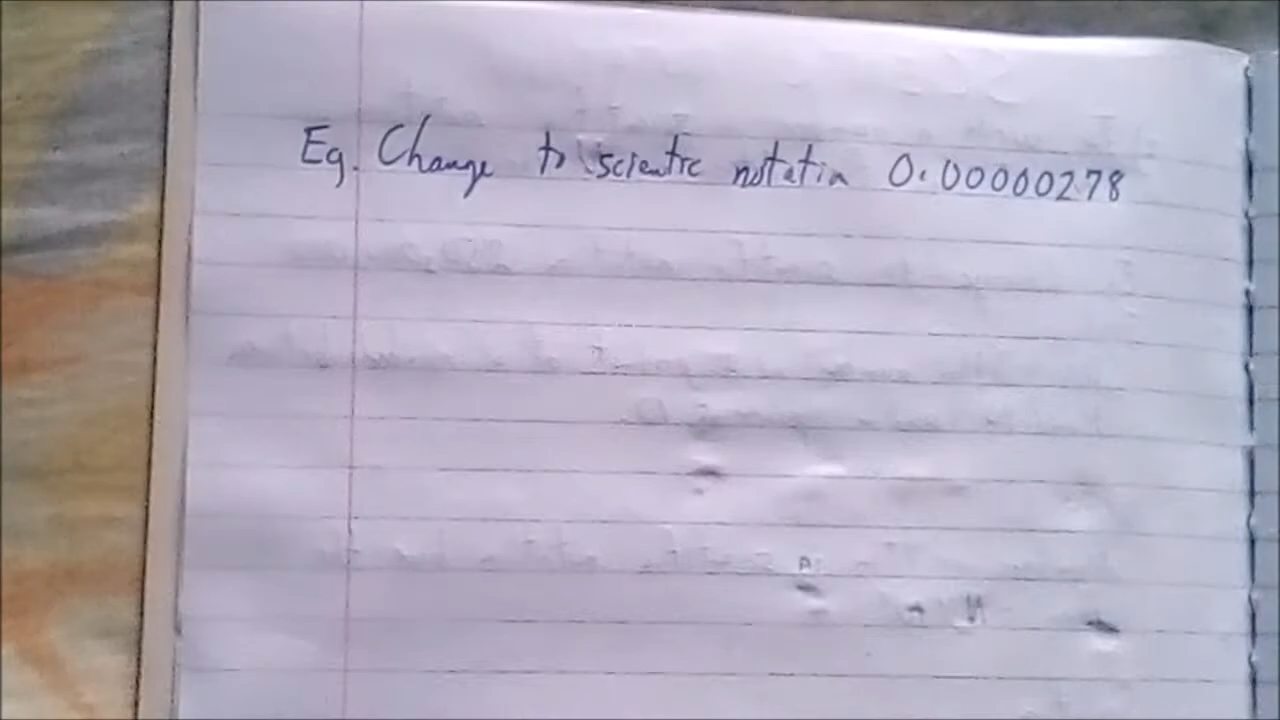 Eg. Change to scientic notation 0.00000278